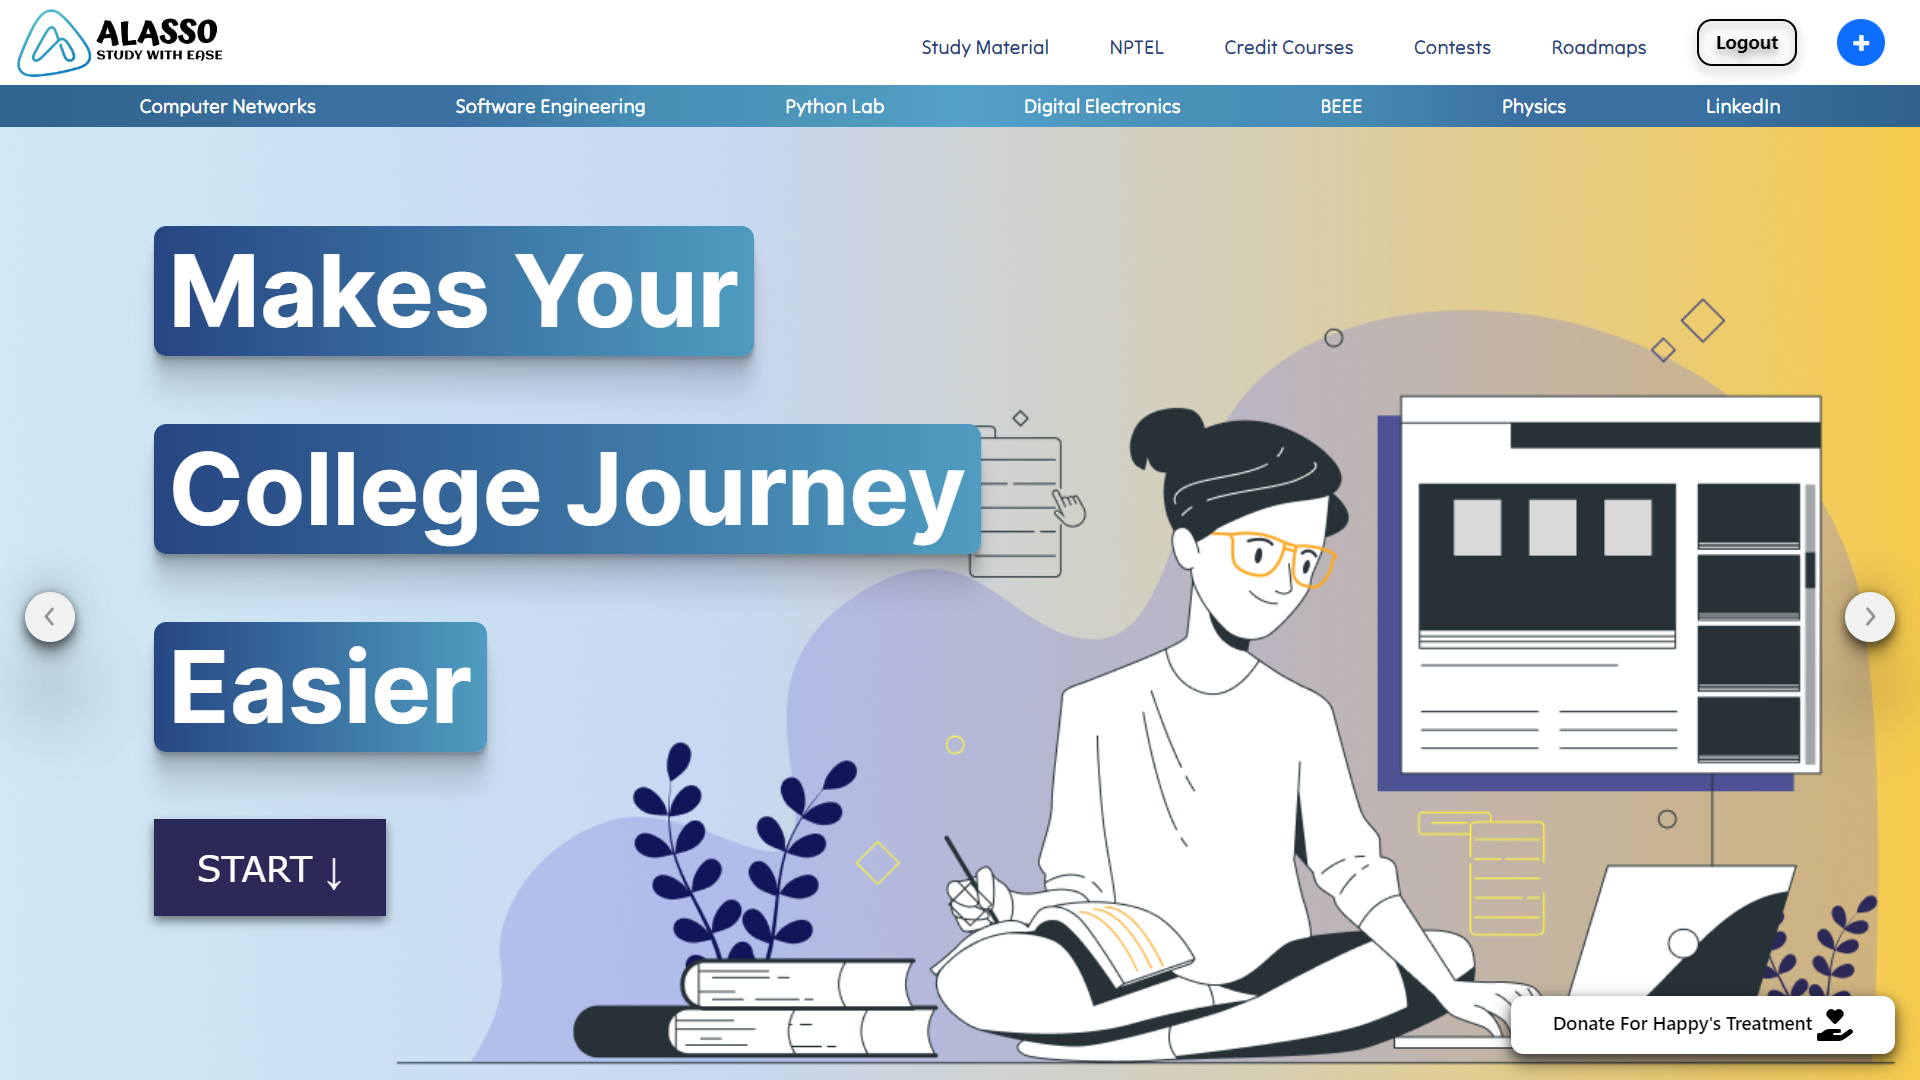 ALASSO
STUDY WITH EASE
Study Material
NPTEL
Credit Courses
Contests
Roadmaps
Logout
Computer Networks
Software Engineering
Python Lab
Digital Electronics
BEEE
Physics
LinkedIn
Makes Your
College Journey
Easier
START ↓
Donate For Happy's Treatment